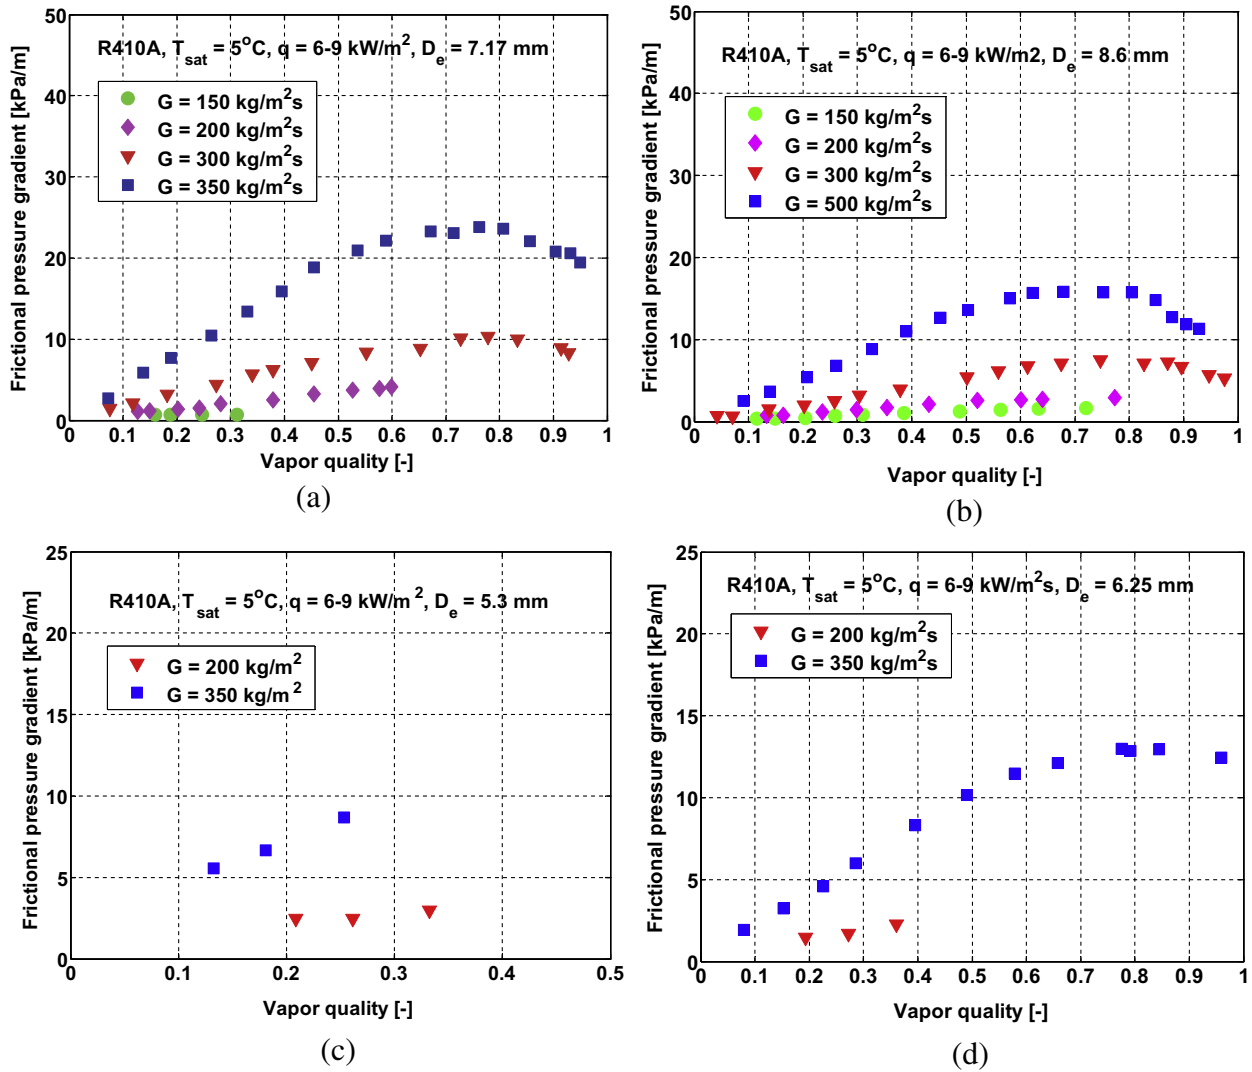 R410A, T_sat = 5°C, q = 6-9 kW/m², D_e = 7.17 mm
G = 150 kg/m²s
G = 200 kg/m²s
G = 300 kg/m²s
G = 350 kg/m²s
Frictional pressure gradient [kPa/m]
50
40
30
20
10
0
0 0.1 0.2 0.3 0.4 0.5 0.6 0.7 0.8 0.9 1
Vapor quality [-]
(a)
R410A, T_sat = 5°C, q = 6-9 kW/m2, D_e = 8.6 mm
G = 150 kg/m²s
G = 200 kg/m²s
G = 300 kg/m²s
G = 500 kg/m²s
Frictional pressure gradient [kPa/m]
50
40
30
20
10
0
0 0.1 0.2 0.3 0.4 0.5 0.6 0.7 0.8 0.9 1
Vapor quality [-]
(b)
R410A, T_sat = 5°C, q = 6-9 kW/m², D_e = 5.3 mm
G = 200 kg/m²
G = 350 kg/m²
Frictional pressure gradient [kPa/m]
25
20
15
10
5
0
0 0.1 0.2 0.3 0.4 0.5
Vapor quality [-]
(c)
R410A, T_sat = 5°C, q = 6-9 kW/m²s, D_e = 6.25 mm
G = 200 kg/m²s
G = 350 kg/m²s
Frictional pressure gradient [kPa/m]
25
20
15
10
5
0
0 0.1 0.2 0.3 0.4 0.5 0.6 0.7 0.8 0.9 1
Vapor quality [-]
(d)